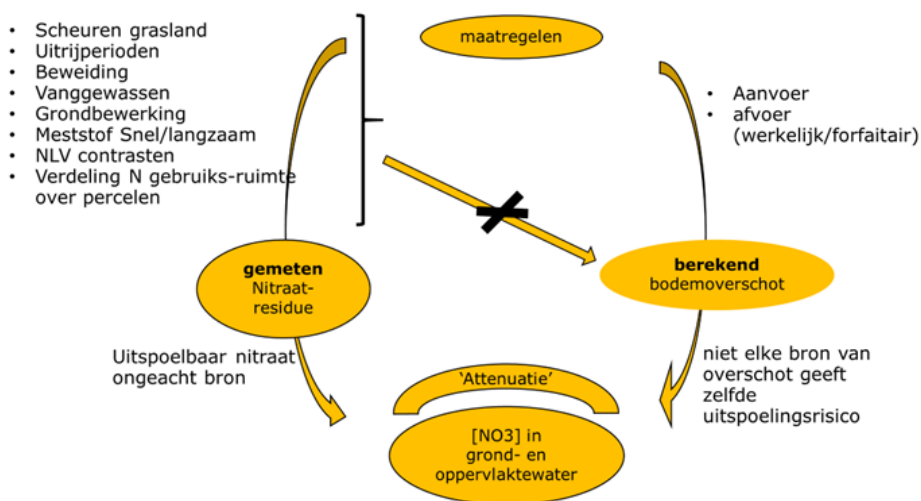 • Scheuren grasland
• Uitrijperioden
• Beweiding
• Vanggewassen
• Grondbewerking
• Meststof Snel/langzaam
• NLV contrasten
• Verdeling N gebruiks-ruimte
over percelen
maatregelen
• Aanvoer
• afvoer
(werkelijk/forfaitair)
gemeten
Nitraat-
residue
berekend
bodemoverschot
Uitspoelbaar nitraat
ongeacht bron
niet elke bron van
overschot geeft
zelfde
uitspoelingsrisico
'Attenuatie'
[NO3] in
grond- en
oppervlaktewater